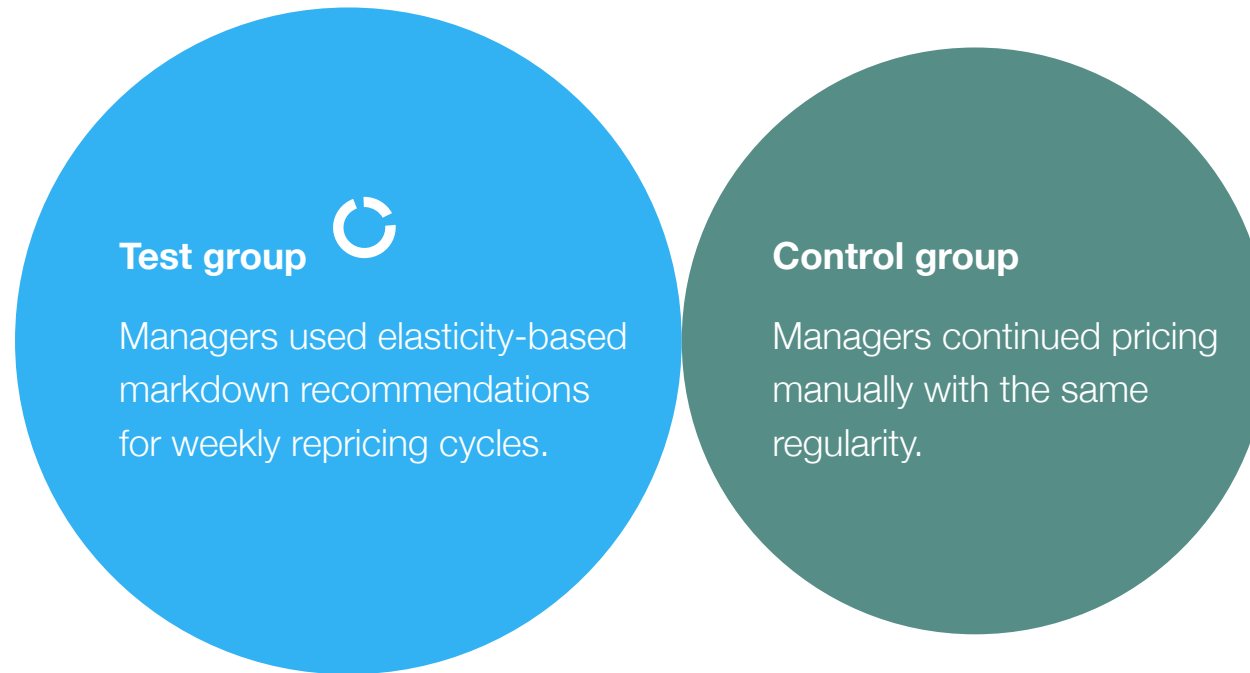 Test group
Managers used elasticity-based
markdown recommendations
for weekly repricing cycles.
Control group
Managers continued pricing
manually with the same
regularity.